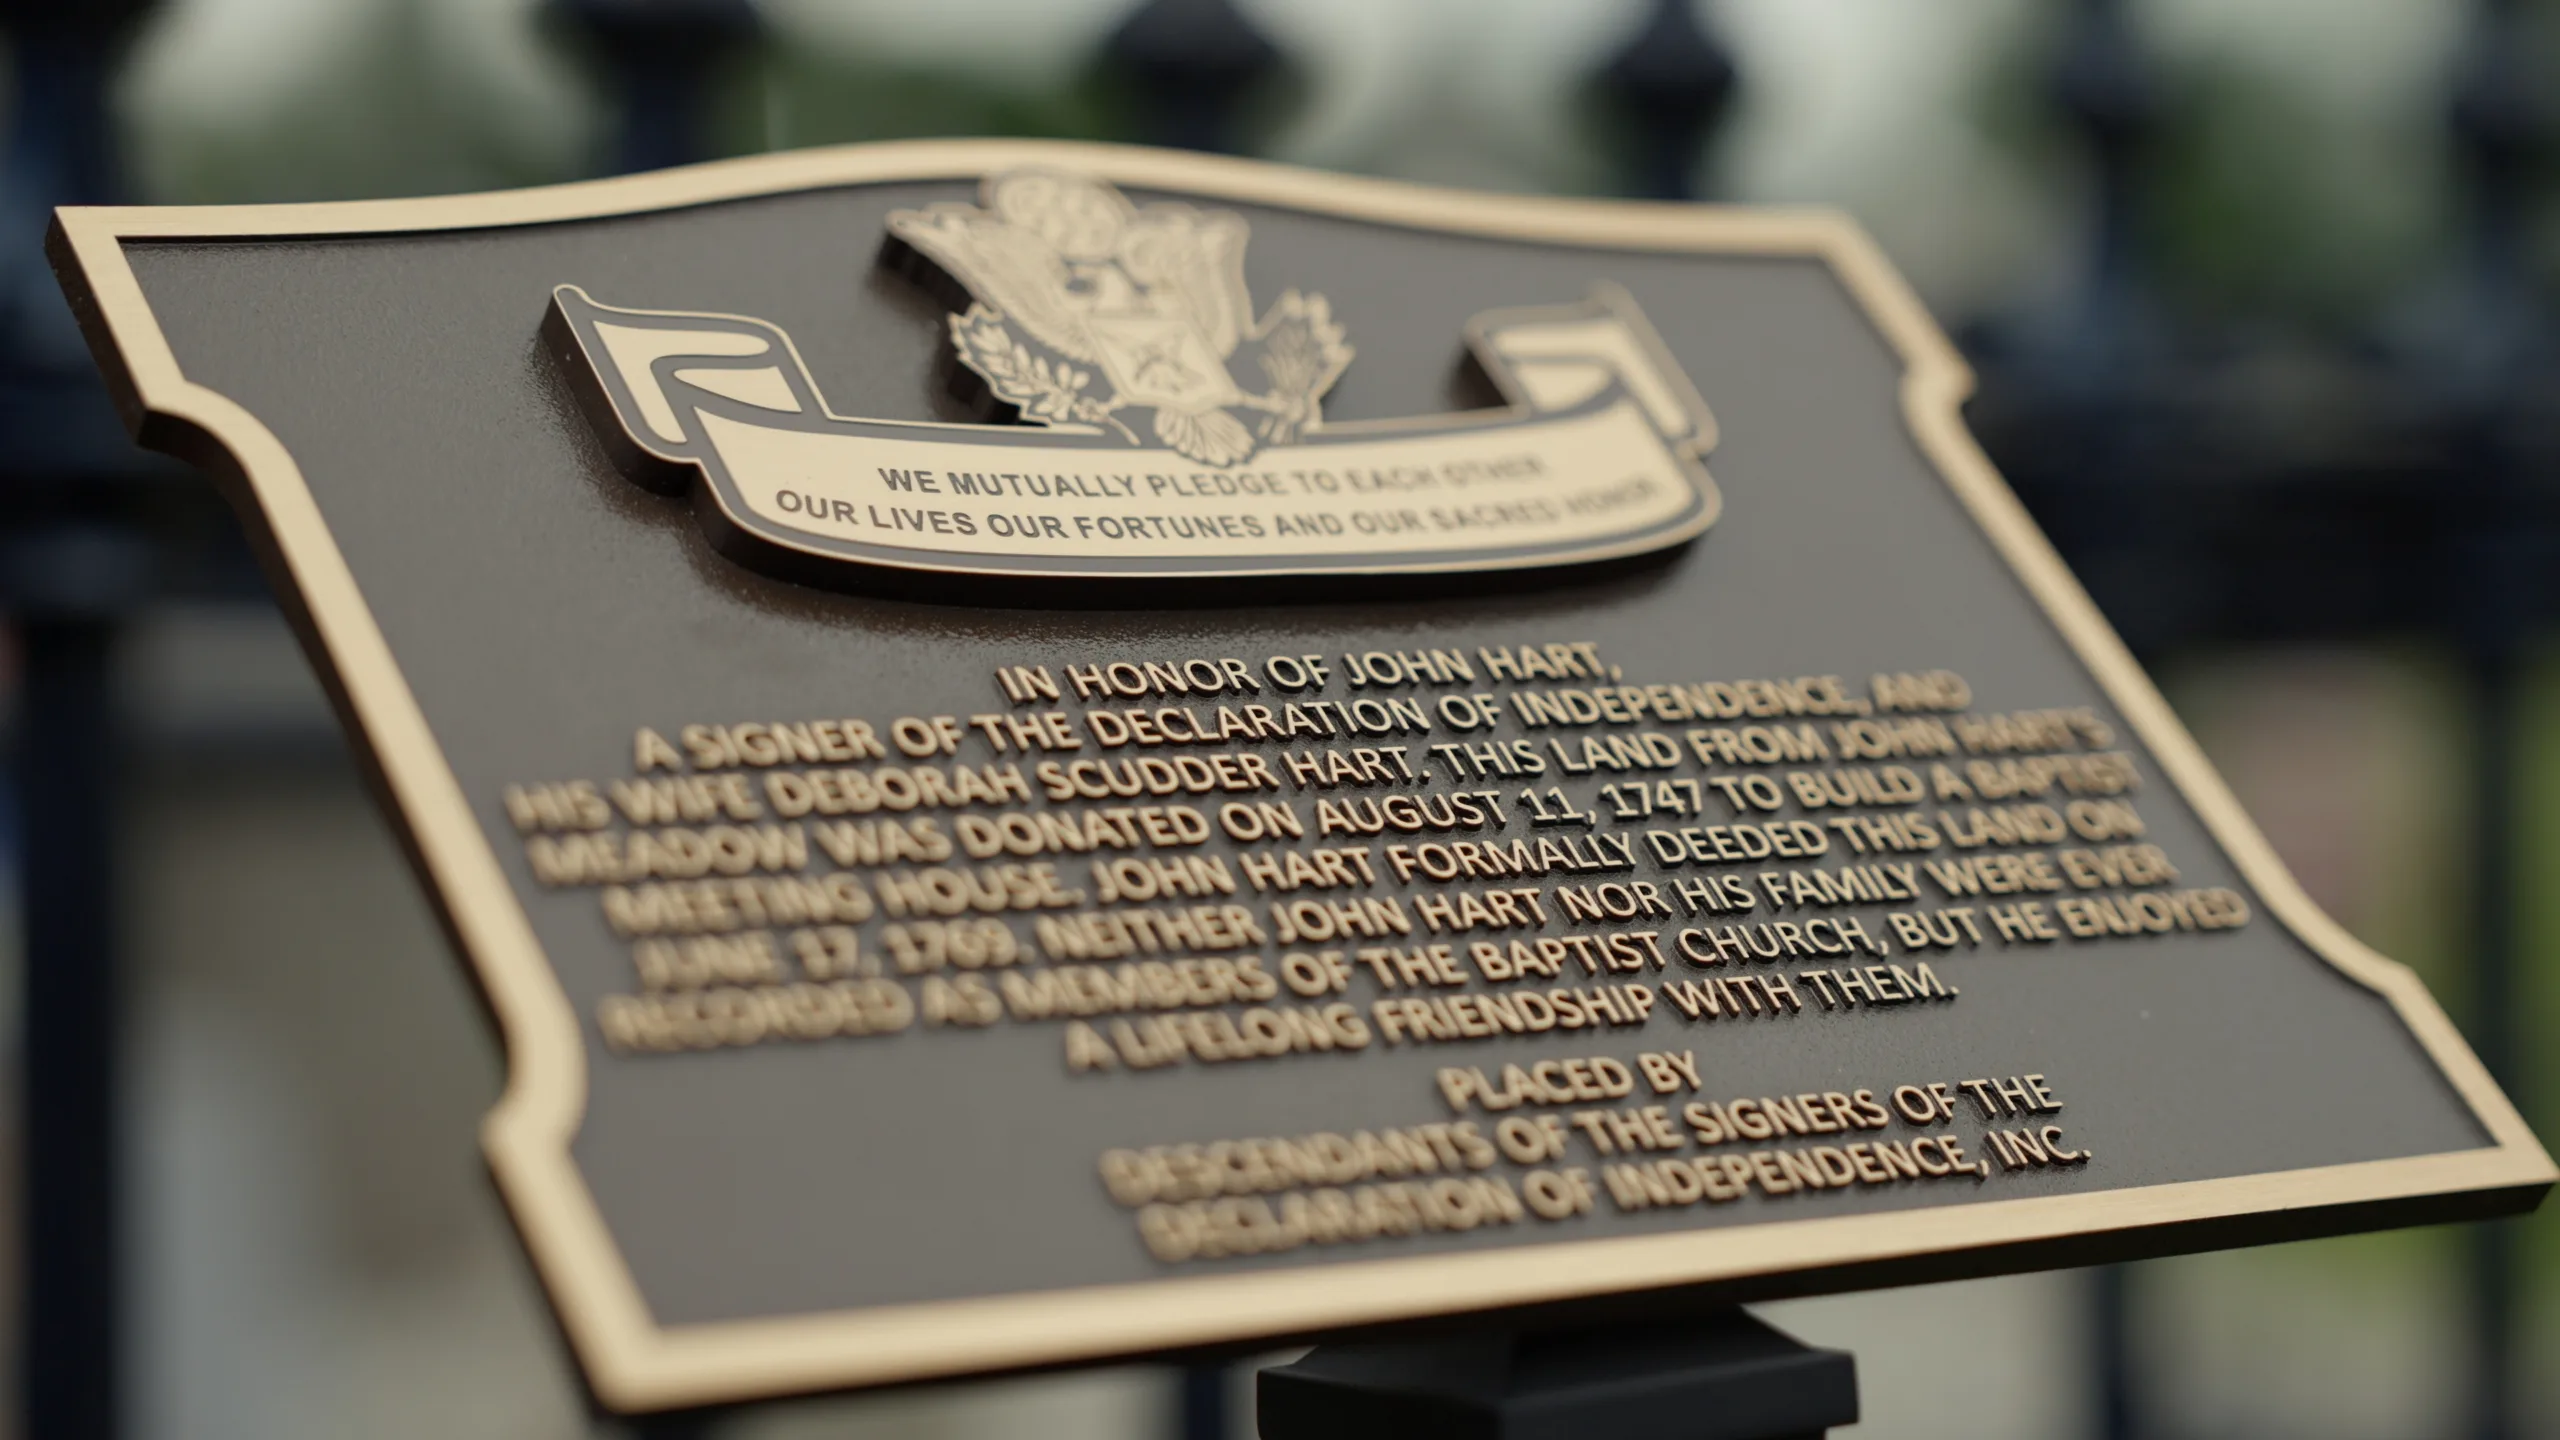 WE MUTUALLY PLEDGE TO EACH OTHER
OUR LIVES OUR FORTUNES AND OUR SACRED HONOR
IN HONOR OF JOHN HART,
A SIGNER OF THE DECLARATION OF INDEPENDENCE, AND
HIS WIFE DEBORAH SCUDDER HART. THIS LAND FROM JOHN HART'S
MEADOW WAS DONATED ON AUGUST 11, 1747 TO BUILD A BAPTIST
MEETING HOUSE. JOHN HART FORMALLY DEEDED THIS LAND ON
JUNE 17, 1769. NEITHER JOHN HART NOR HIS FAMILY WERE EVER
RECORDED AS MEMBERS OF THE BAPTIST CHURCH, BUT HE ENJOYED
A LIFELONG FRIENDSHIP WITH THEM.
PLACED BY
DESCENDANTS OF THE SIGNERS OF THE
DECLARATION OF INDEPENDENCE, INC.